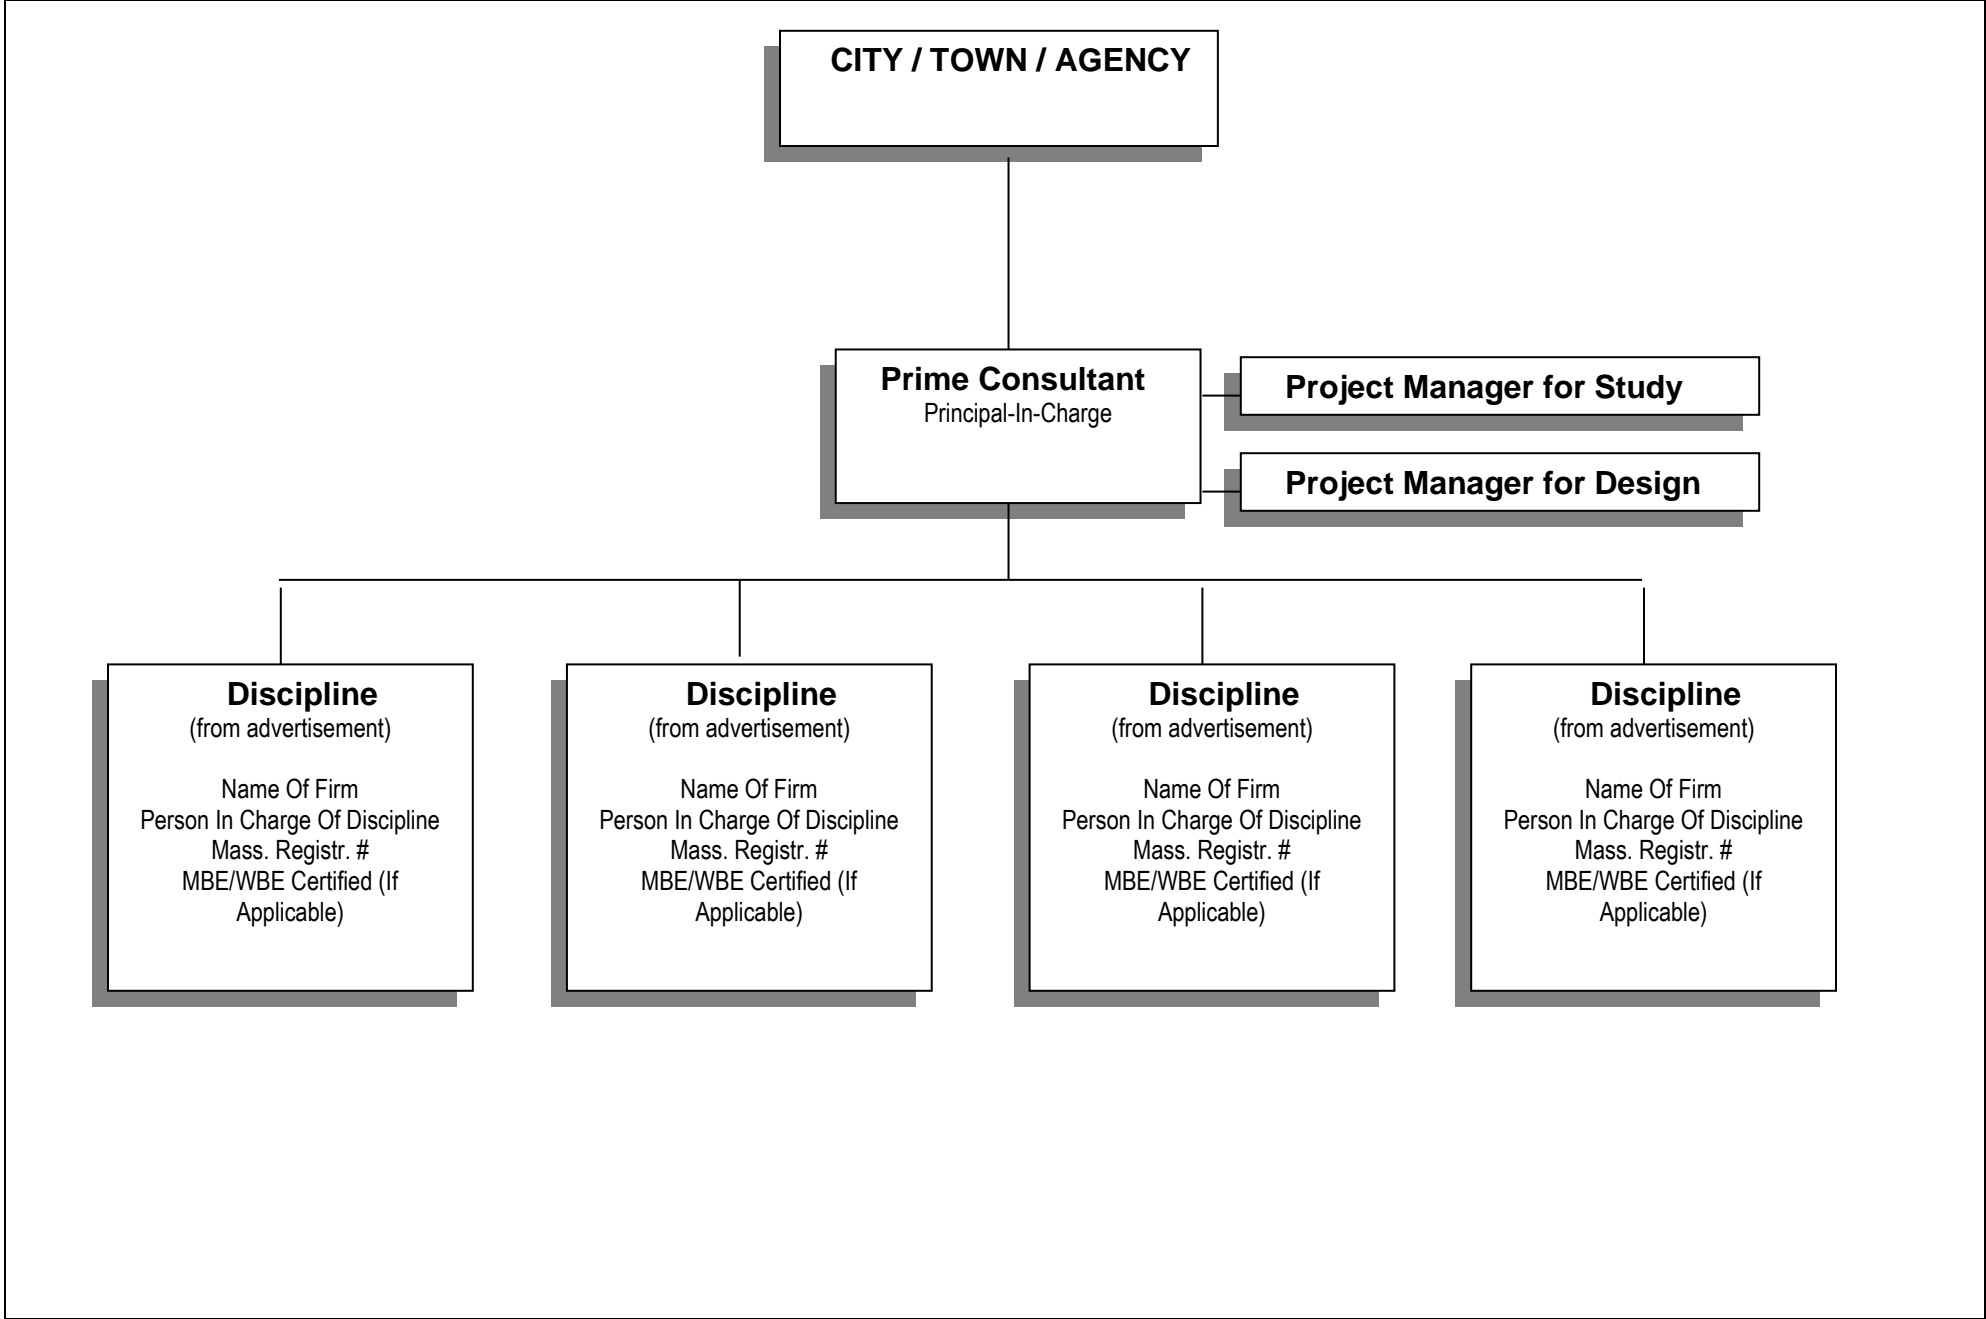 CITY / TOWN / AGENCY
Prime Consultant
Principal-In-Charge
Project Manager for Study
Project Manager for Design
Discipline
(from advertisement)
Name Of Firm
Person In Charge Of Discipline
Mass. Registr. #
MBE/WBE Certified (If
Applicable)
Discipline
(from advertisement)
Name Of Firm
Person In Charge Of Discipline
Mass. Registr. #
MBE/WBE Certified (If
Applicable)
Discipline
(from advertisement)
Name Of Firm
Person In Charge Of Discipline
Mass. Registr. #
MBE/WBE Certified (If
Applicable)
Discipline
(from advertisement)
Name Of Firm
Person In Charge Of Discipline
Mass. Registr. #
MBE/WBE Certified (If
Applicable)